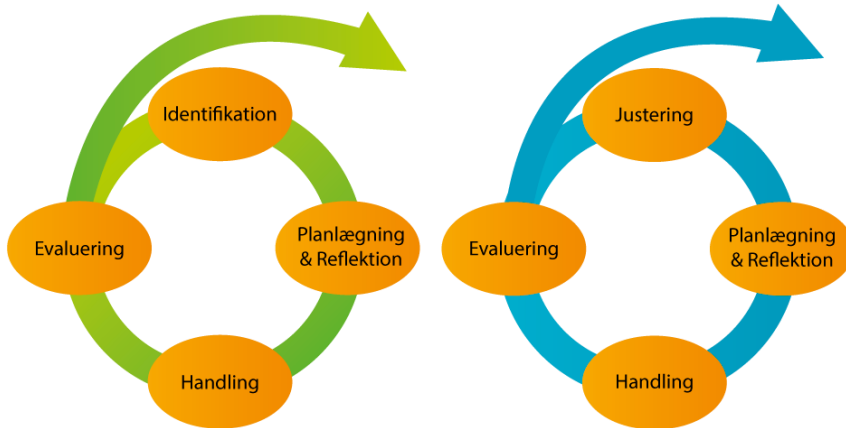 Identifikation
Planlægning
& Reflektion
Handling
Evaluering
Justering
Planlægning
& Reflektion
Handling
Evaluering